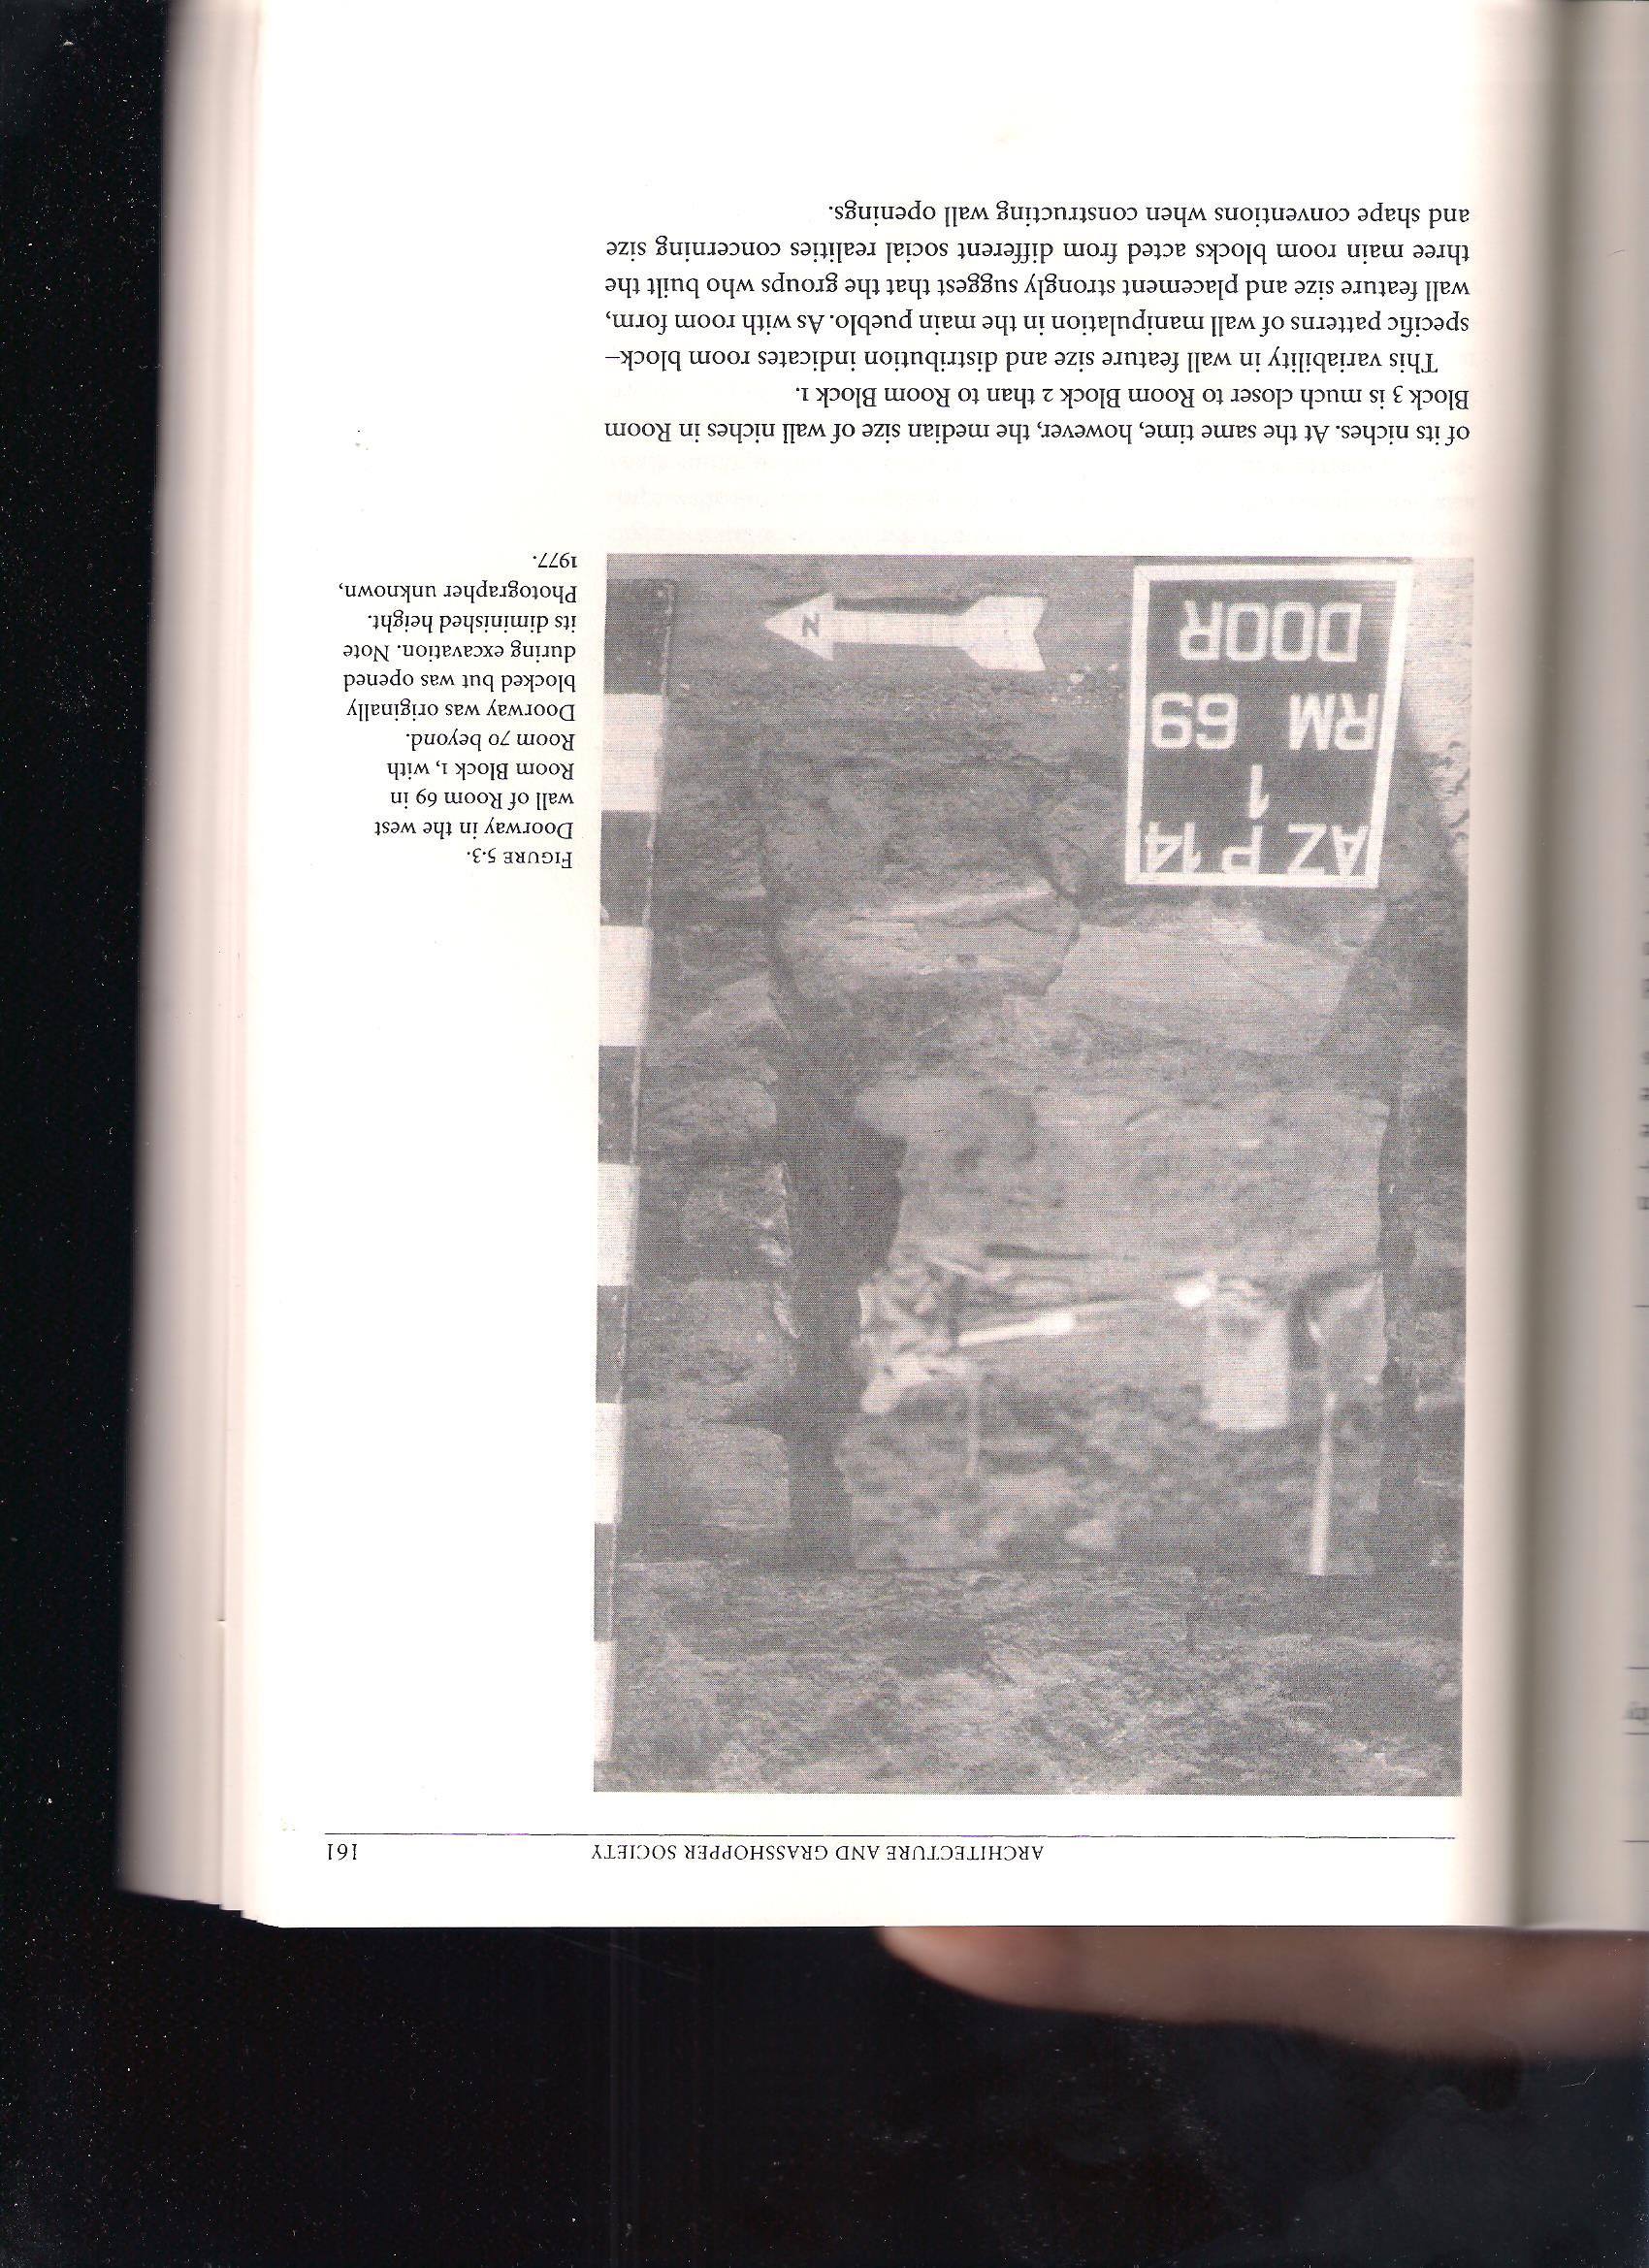 ARCHITECTURE AND GRASSHOPPER SOCIETY 161
AZ P 14
1
RM 69
DOOR
N
FIGURE 5.3.
Doorway in the west
wall of Room 69 in
Room Block 1, with
Room 70 beyond.
Doorway was originally
blocked but was opened
during excavation. Note
its diminished height.
Photographer unknown,
1977.
of its niches. At the same time, however, the median size of wall niches in Room
Block 3 is much closer to Room Block 2 than to Room Block 1.
This variability in wall feature size and distribution indicates room block–
specific patterns of wall manipulation in the main pueblo. As with room form,
wall feature size and placement strongly suggest that the groups who built the
three main room blocks acted from different social realities concerning size
and shape conventions when constructing wall openings.